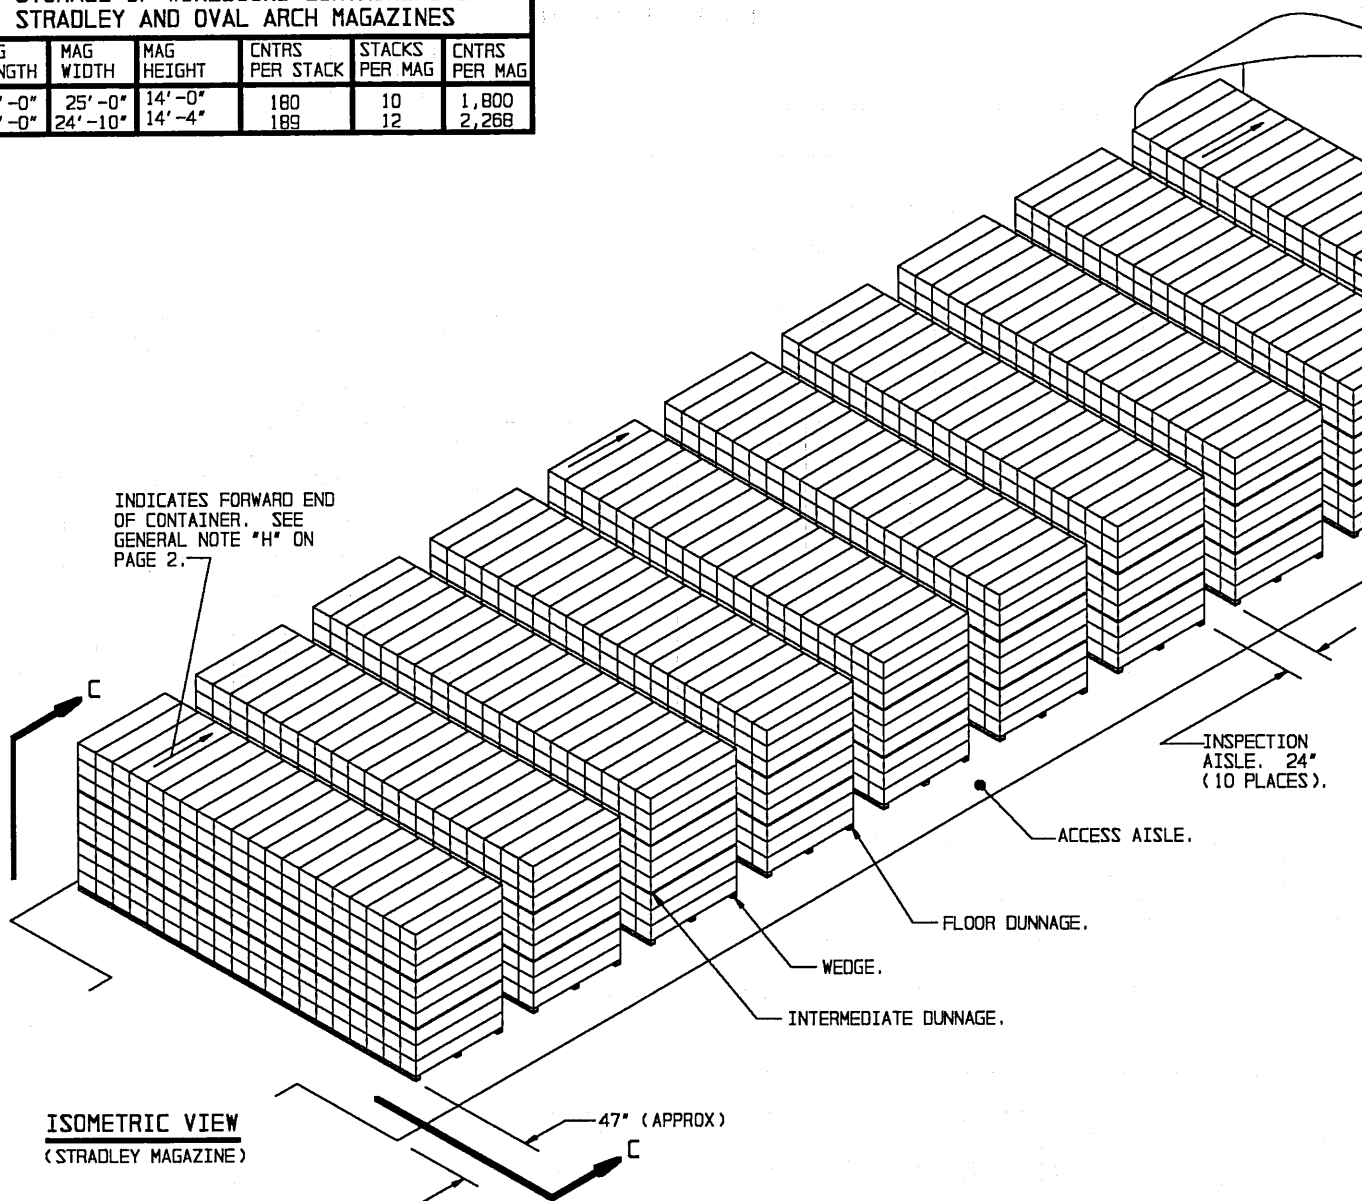 STRADLEY AND OVAL ARCH MAGAZINES
MAG WIDTH MAG HEIGHT CNTRS PER STACK STACKS PER MAG CNTRS PER MAG
'-0" 25'-0" 14'-0" 180 10 1,800
'-0" 24'-10" 14'-4" 189 12 2,268
INDICATES FORWARD END
OF CONTAINER. SEE
GENERAL NOTE "H" ON
PAGE 2.
C
INSPECTION
AISLE. 24"
(10 PLACES).
ACCESS AISLE.
FLOOR DUNNAGE.
WEDGE.
INTERMEDIATE DUNNAGE.
47" (APPROX)
C
ISOMETRIC VIEW
(STRADLEY MAGAZINE)